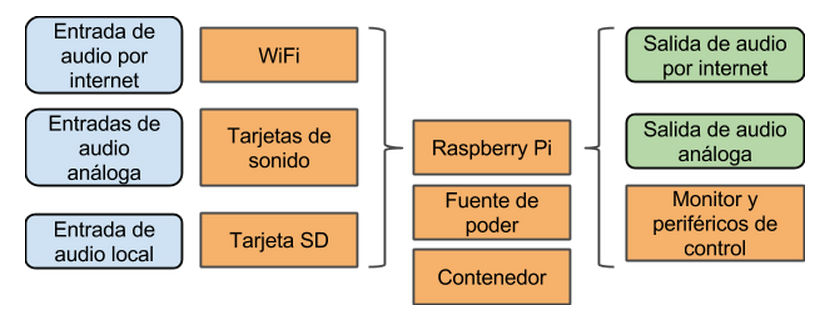 Entrada de
audio por
internet
WiFi
Entradas de
audio
análoga
Tarjetas de
sonido
Entrada de
audio local
Tarjeta SD
Raspberry Pi
Fuente de
poder
Contenedor
Salida de audio
por internet
Salida de audio
análoga
Monitor y
periféricos de
control